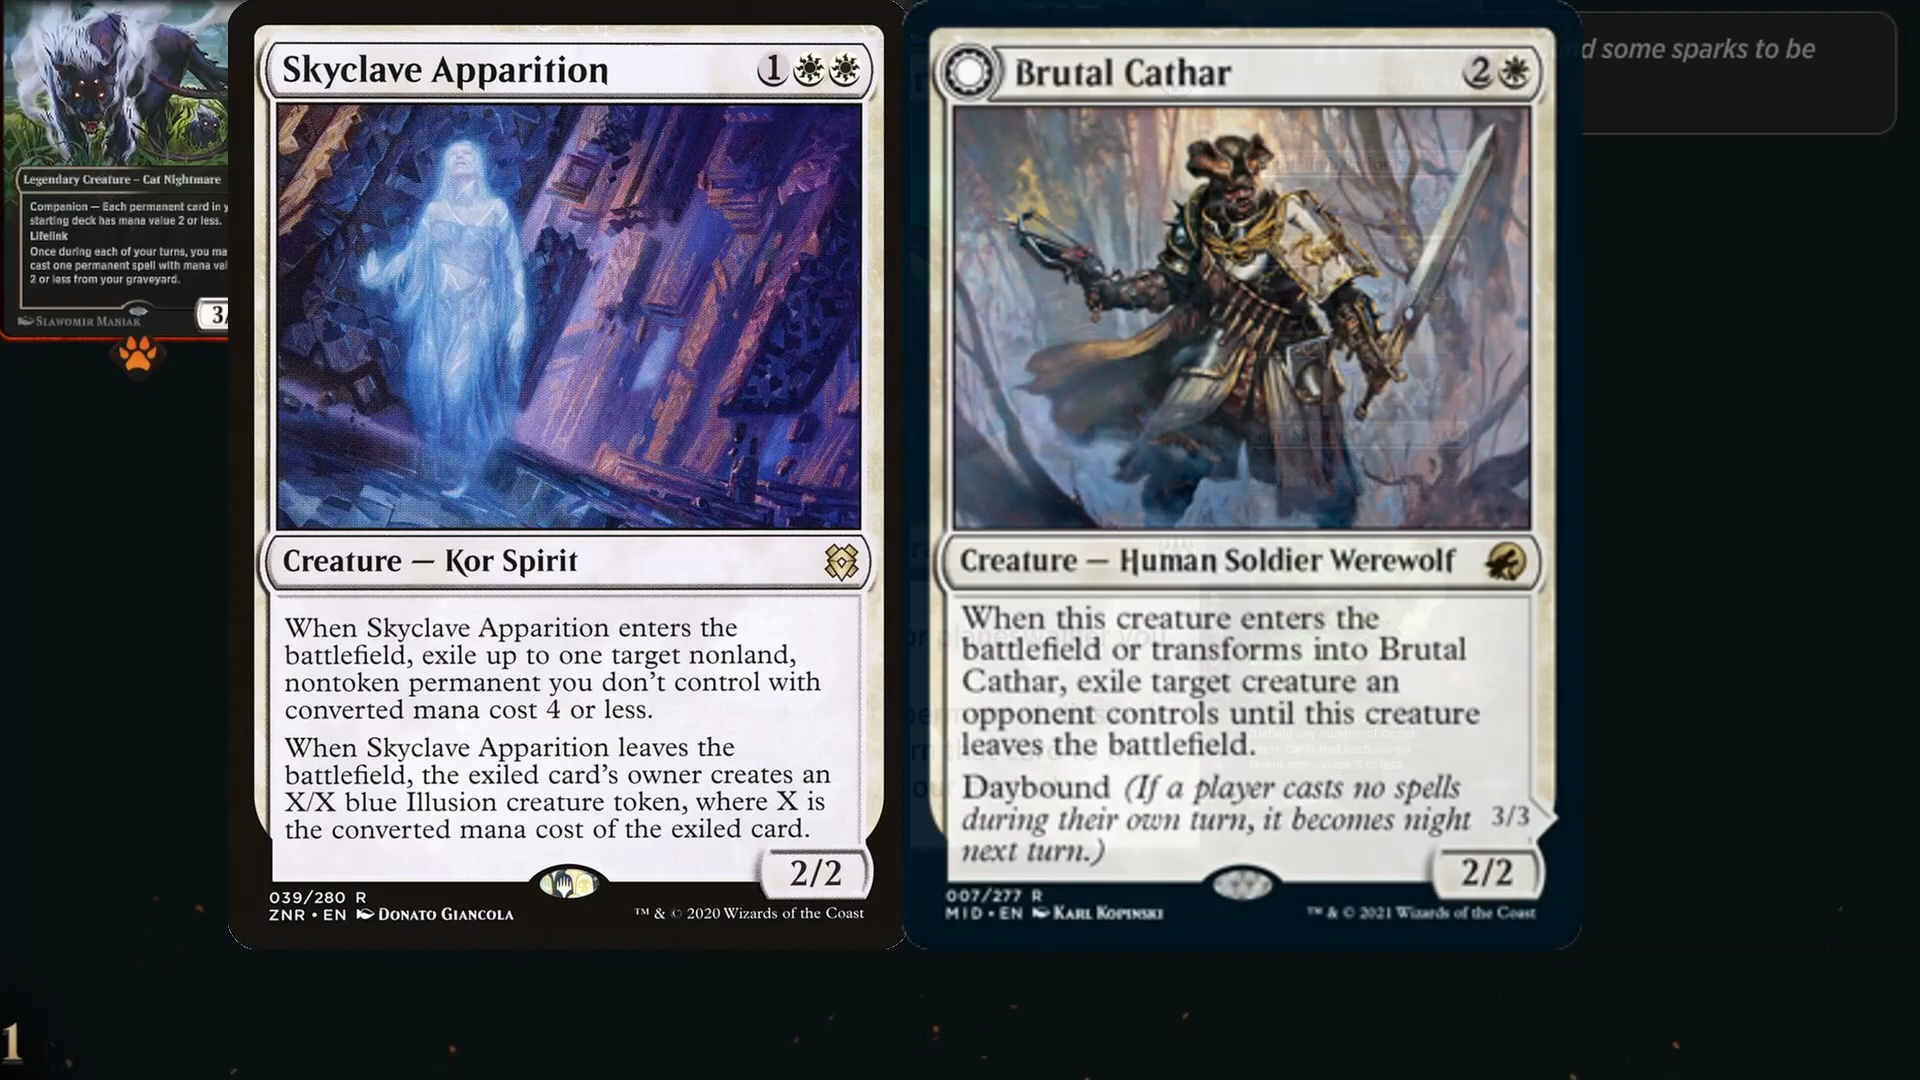 Legendary Creature – Cat Nightmare
Companion — Each permanent card in y
starting deck has mana value 2 or less.
Lifelink
Once during each of your turns, you ma
cast one permanent spell with mana val
2 or less from your graveyard.
SLAWOMIR MANIAK
3/
Skyclave Apparition
1
Creature — Kor Spirit
When Skyclave Apparition enters the
battlefield, exile up to one target nonland,
nontoken permanent you don't control with
converted mana cost 4 or less.
When Skyclave Apparition leaves the
battlefield, the exiled card's owner creates an
X/X blue Illusion creature token, where X is
the converted mana cost of the exiled card.
2/2
039/280 R
ZNR • EN DONATO GIANCOLA
™ & © 2020 Wizards of the Coast
Brutal Cathar
2
Creature — Human Soldier Werewolf
When this creature enters the
battlefield or transforms into Brutal
Cathar, exile target creature an
opponent controls until this creature
leaves the battlefield.
Daybound (If a player casts no spells
during their own turn, it becomes night
next turn.)
3/3
2/2
007/277 R
MID • EN KARL KOPINSKI
™ & © 2021 Wizards of the Coast
d some sparks to be
1